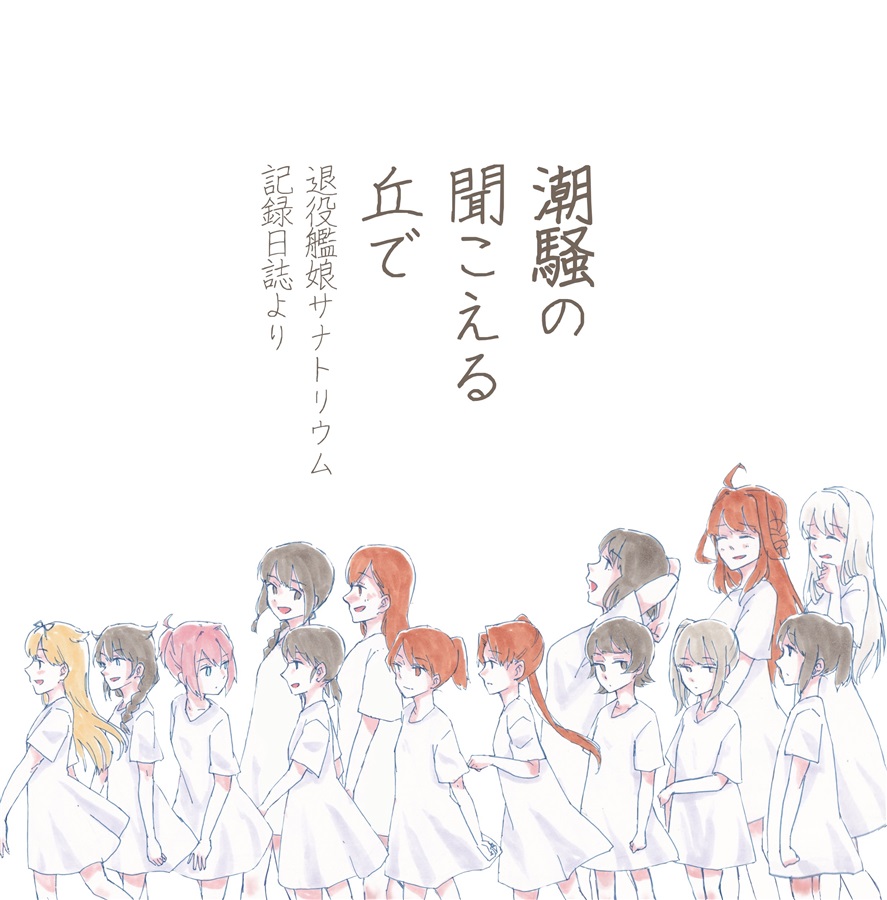 潮騒の
聞こえる
丘で
退役艦娘サナトリウム
記録日誌より